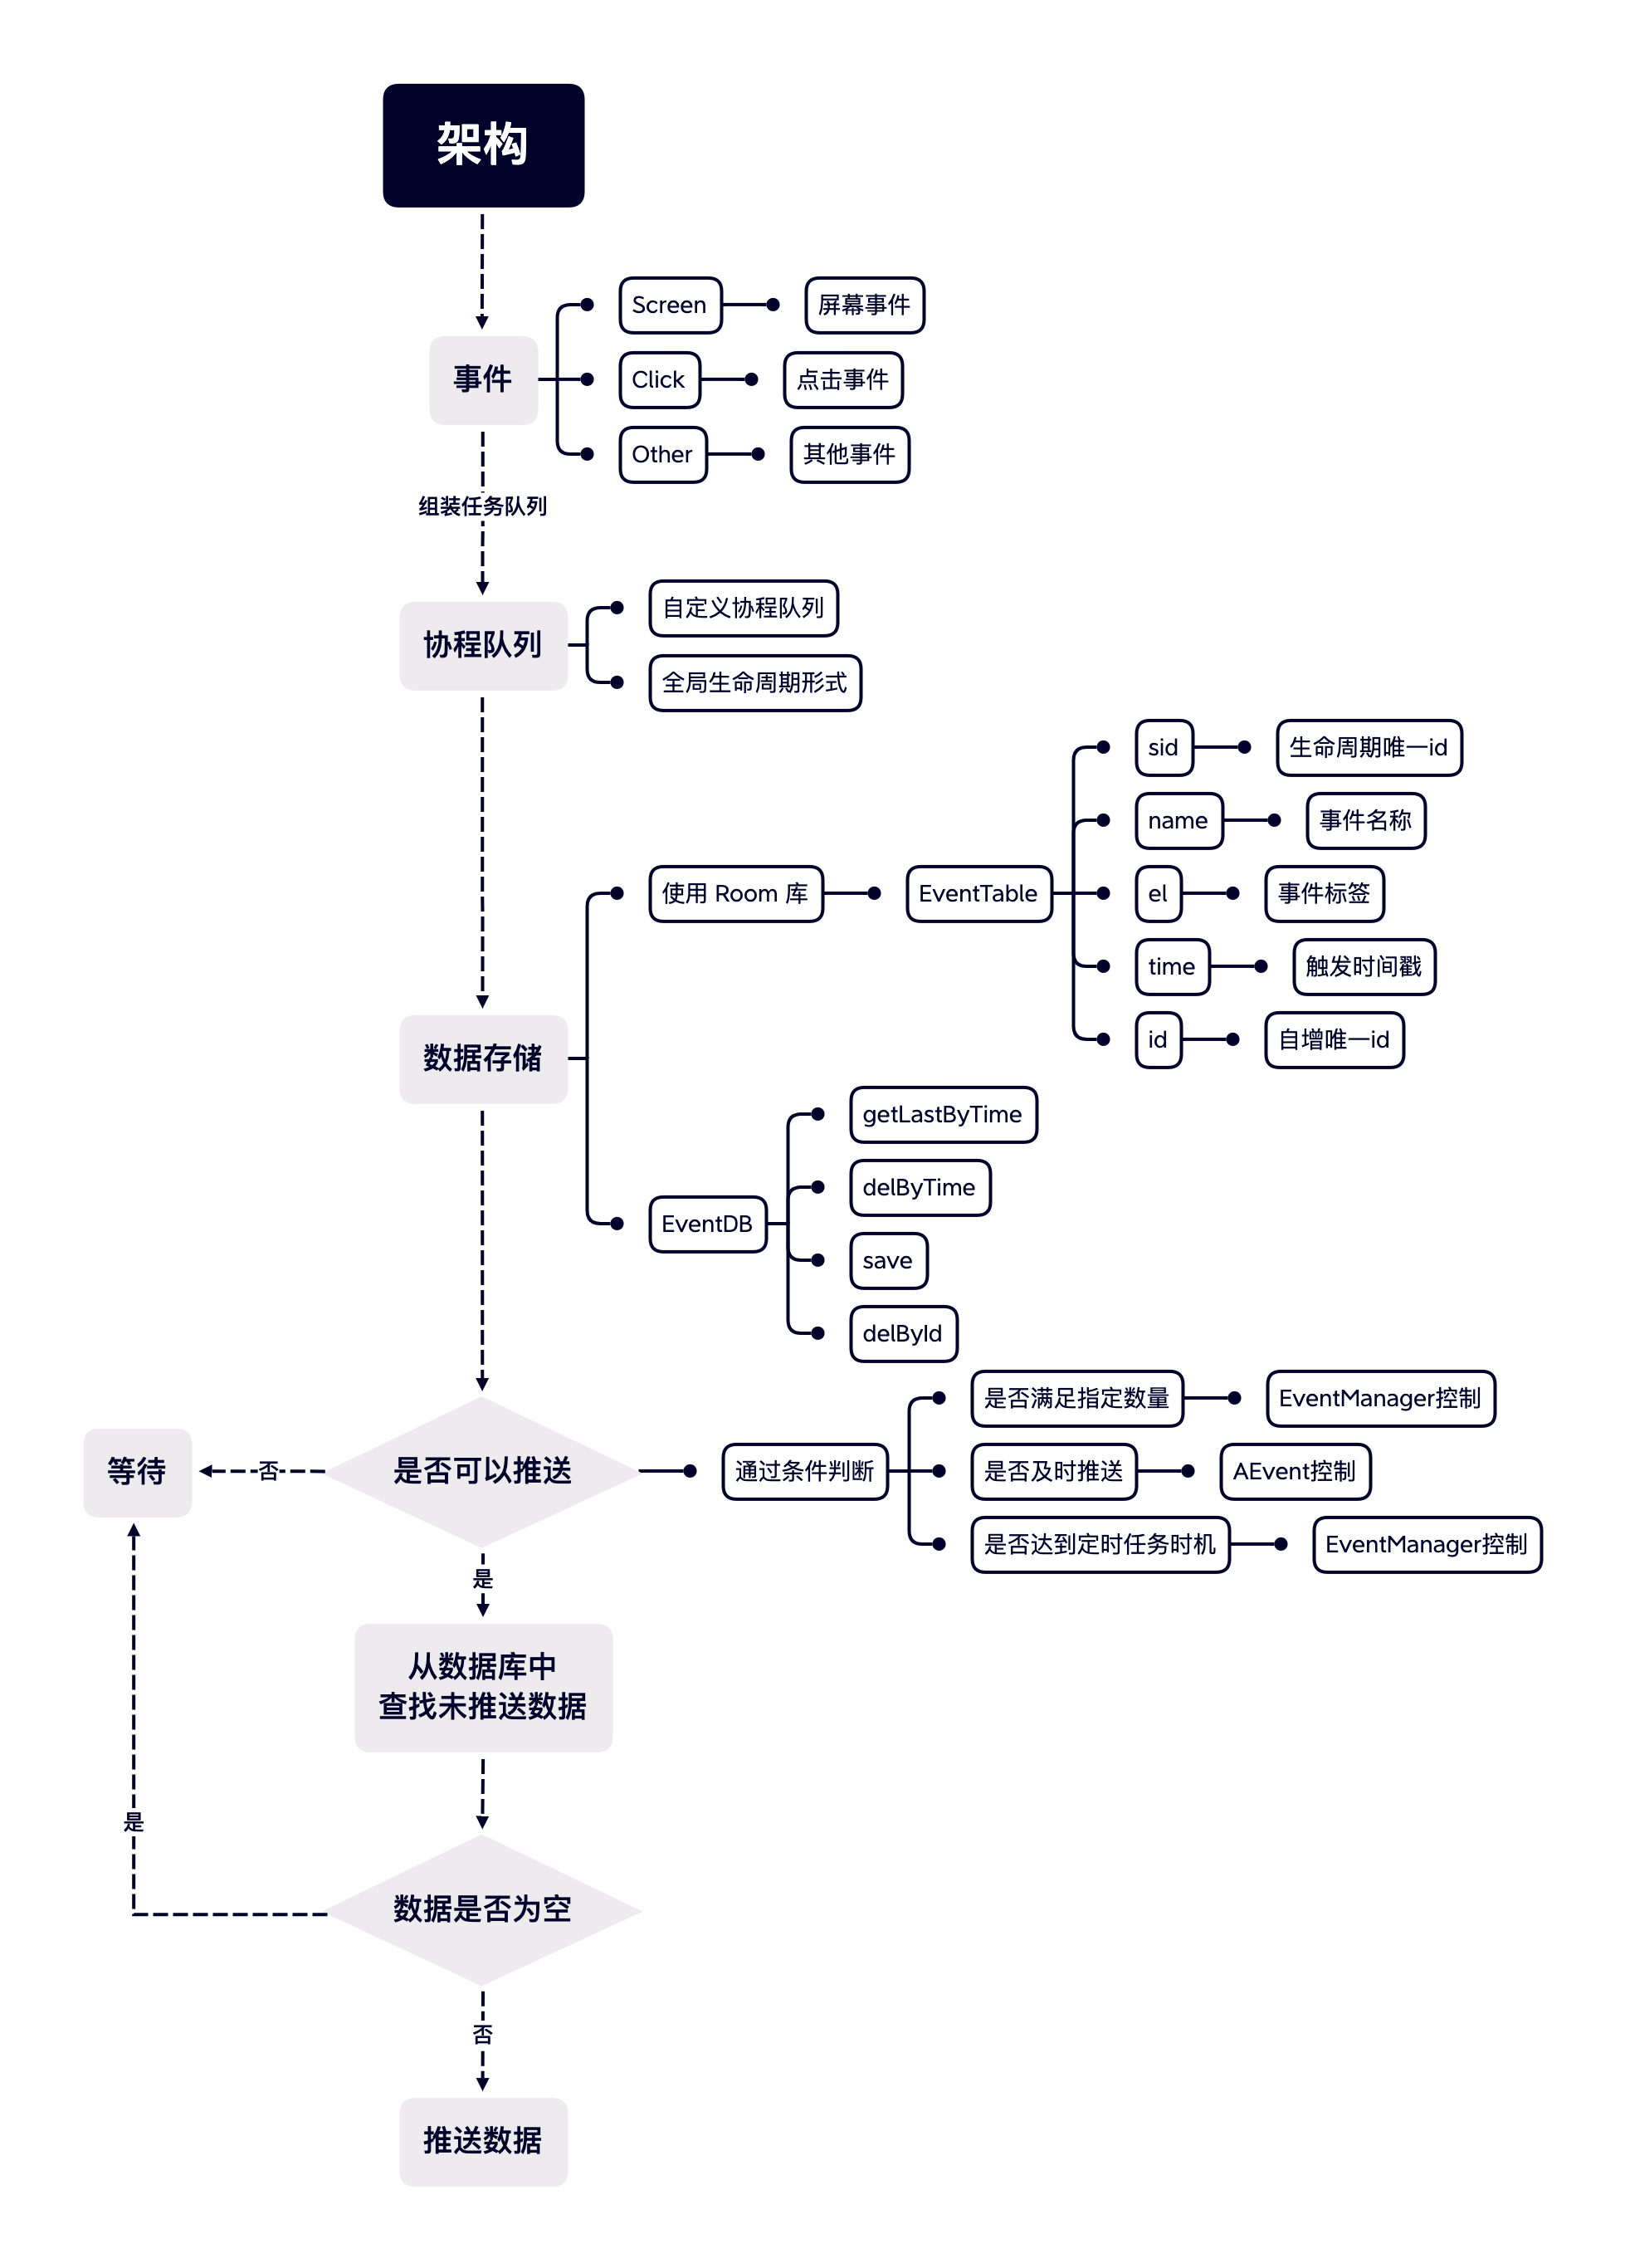 架构
事件
Screen
屏幕事件
Click
点击事件
Other
其他事件
组装任务队列
协程队列
自定义协程队列
全局生命周期形式
数据存储
使用 Room 库
EventTable
sid
生命周期唯一id
name
事件名称
el
事件标签
time
触发时间戳
id
自增唯一id
EventDB
getLastByTime
delByTime
save
delById
是否可以推送
否
等待
通过条件判断
是否满足指定数量
EventManager控制
是否及时推送
AEvent控制
是否达到定时任务时机
EventManager控制
是
从数据库中
查找未推送数据
是
数据是否为空
否
推送数据